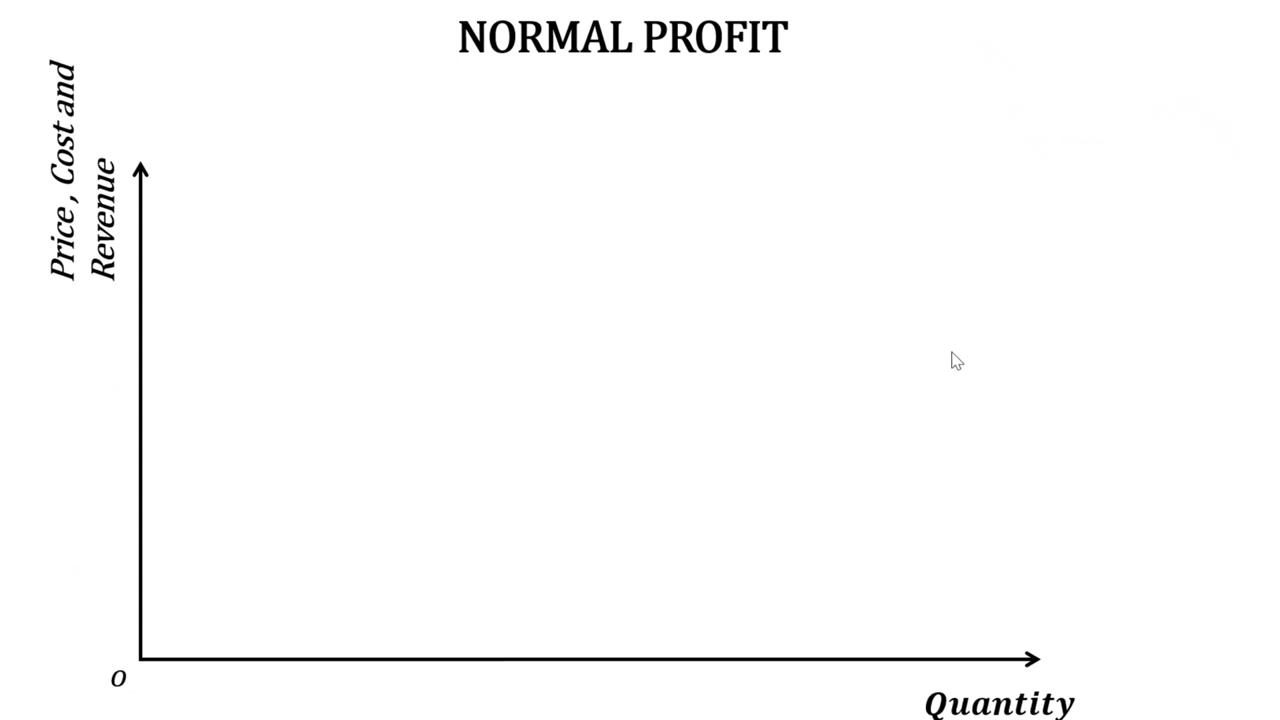 NORMAL PROFIT
Price , Cost and
Revenue
O
Quantity